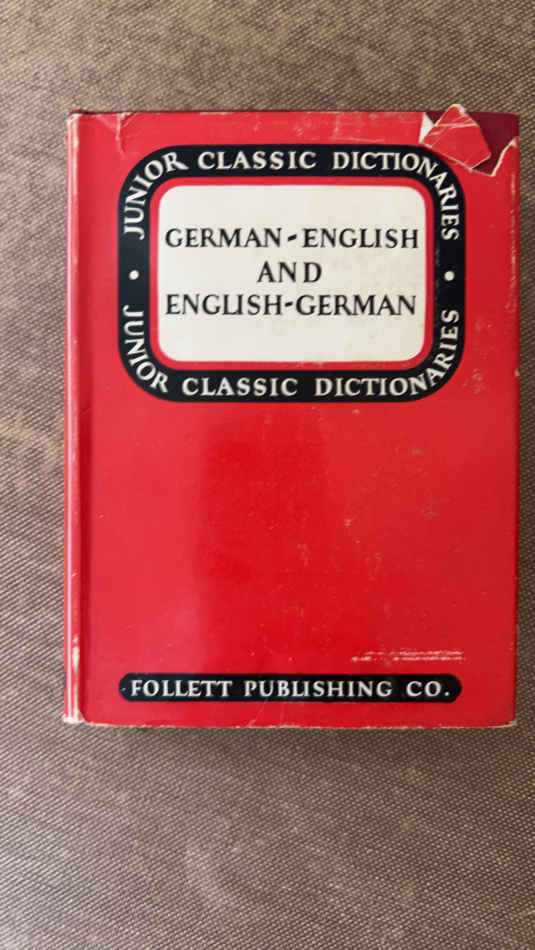 JUNIOR CLASSIC DICTIONARIES
GERMAN-ENGLISH
AND
ENGLISH-GERMAN
• JUNIOR CLASSIC DICTIONARIES •
FOLLETT PUBLISHING CO.